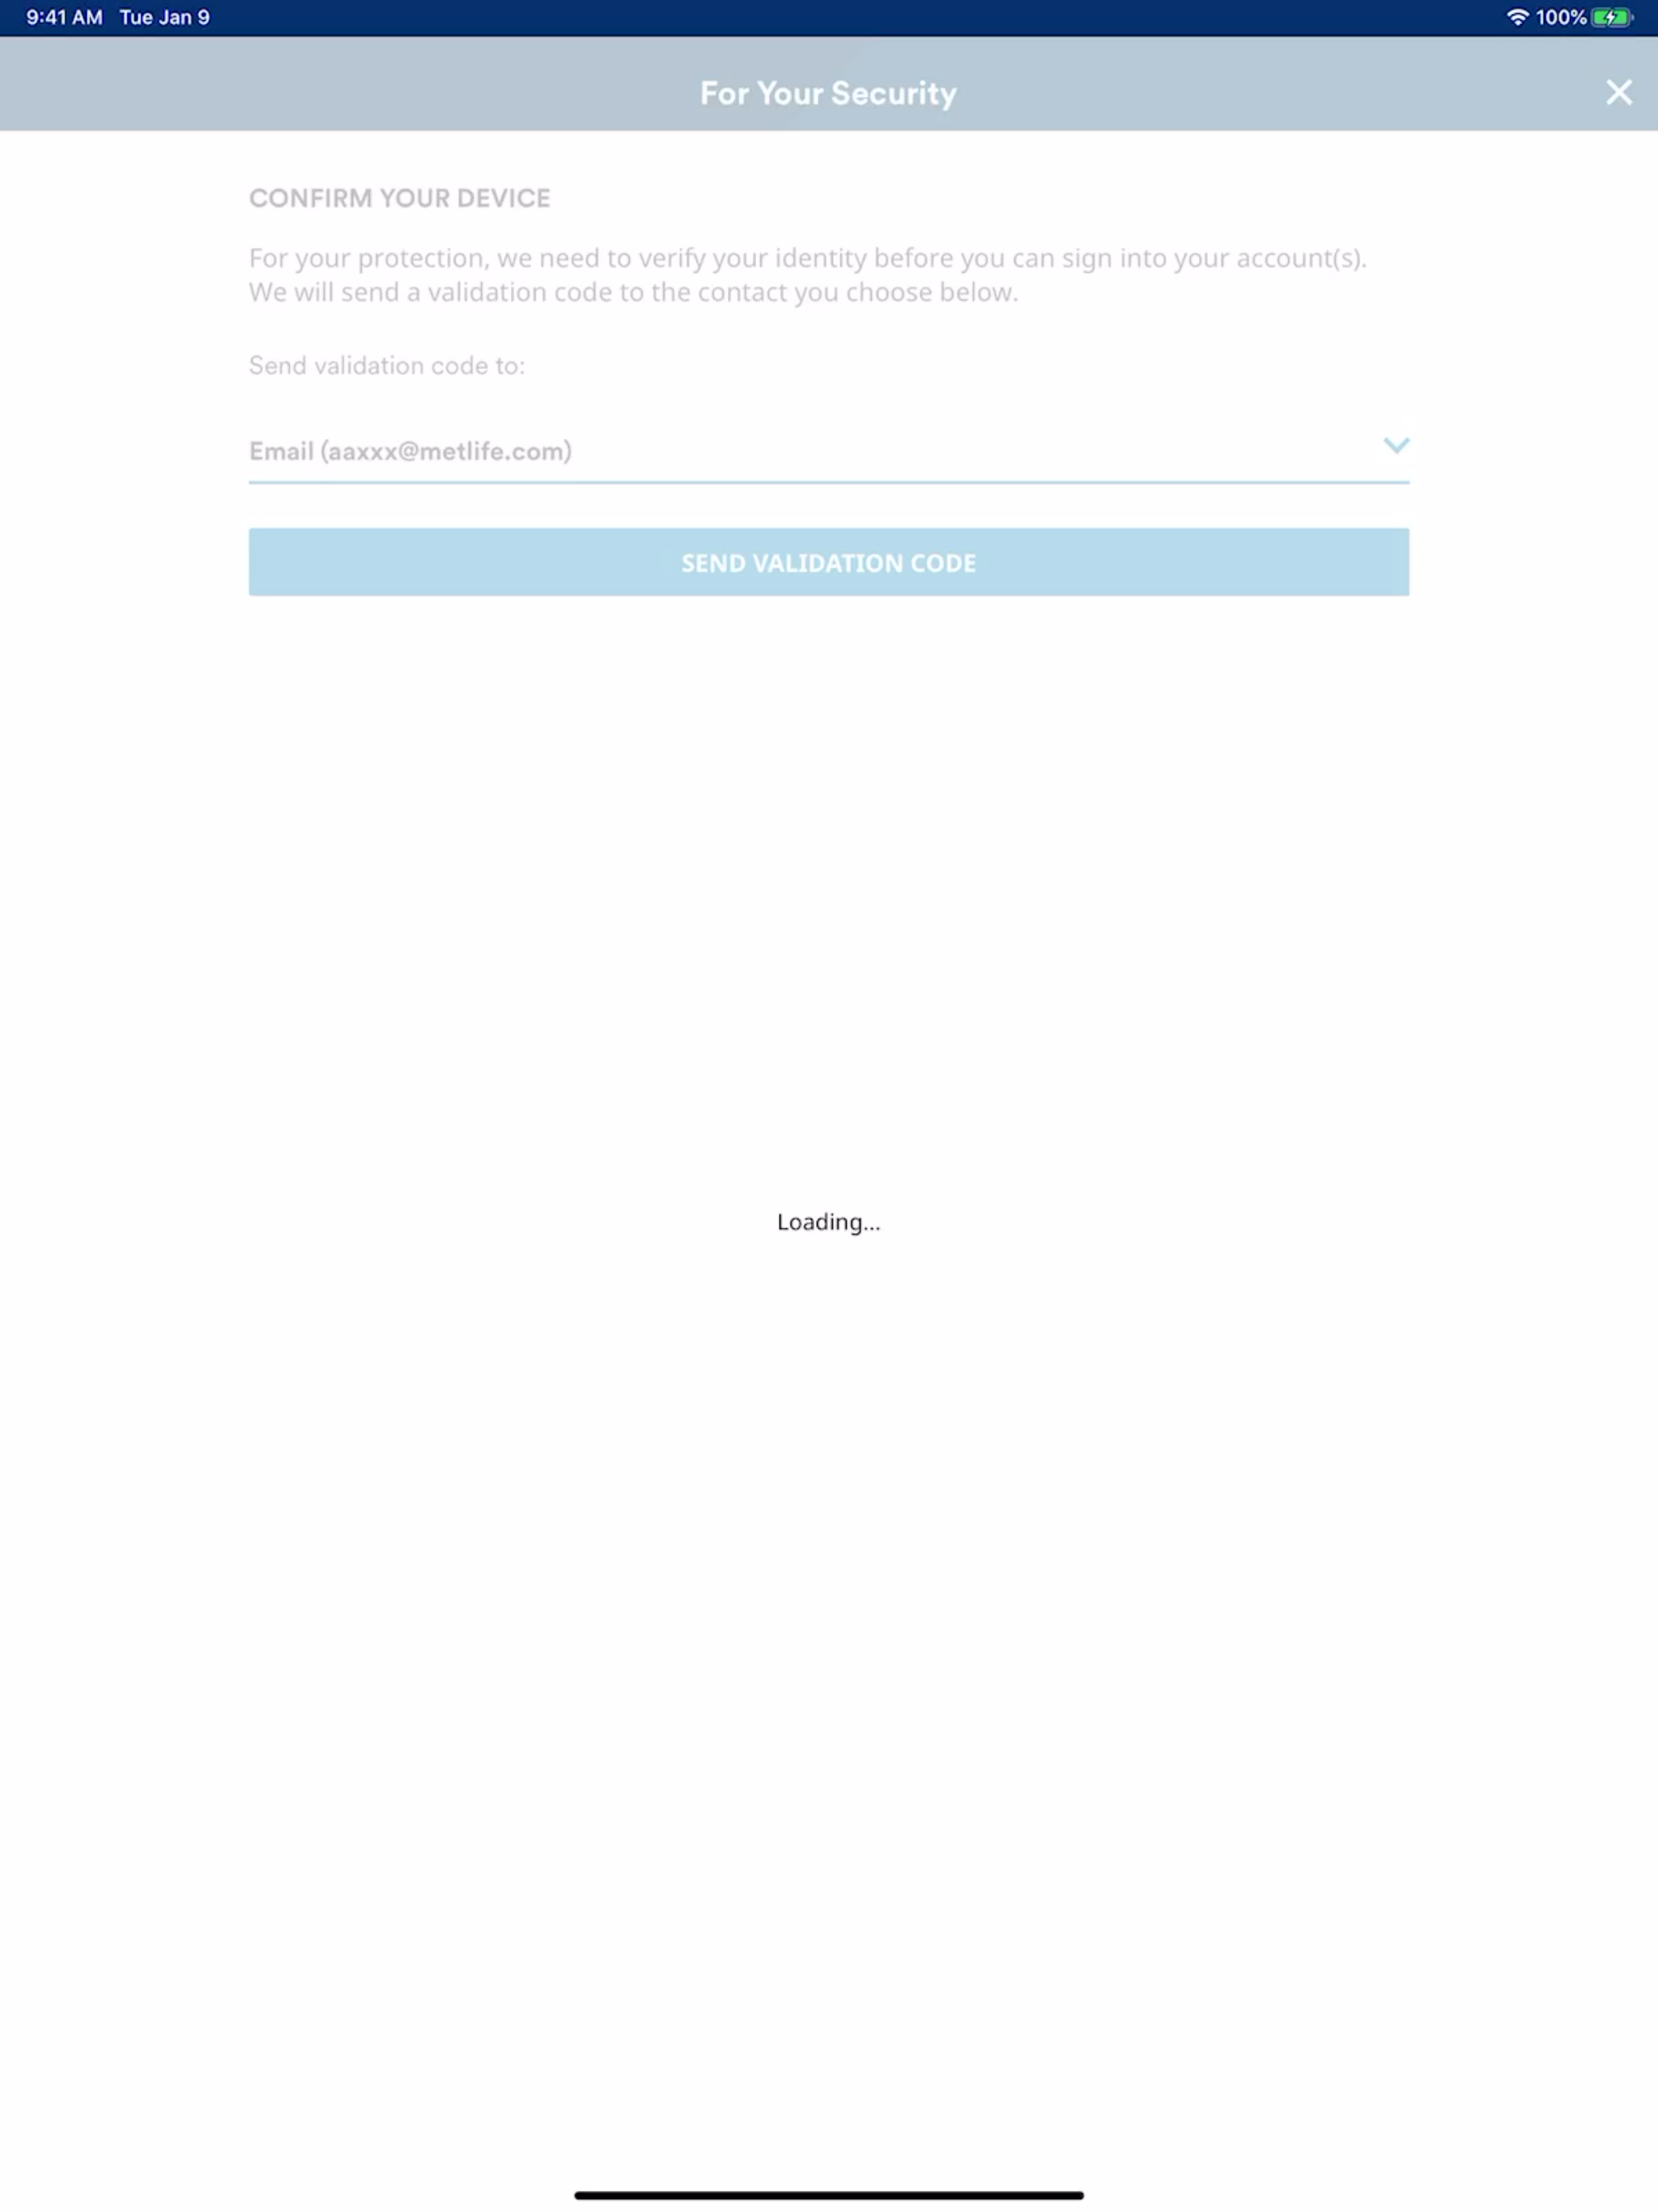 9:41 AM Tue Jan 9 100%
For Your Security
CONFIRM YOUR DEVICE
For your protection, we need to verify your identity before you can sign into your account(s).
We will send a validation code to the contact you choose below.
Send validation code to:
Email (aaxxx@metlife.com)
SEND VALIDATION CODE
Loading...